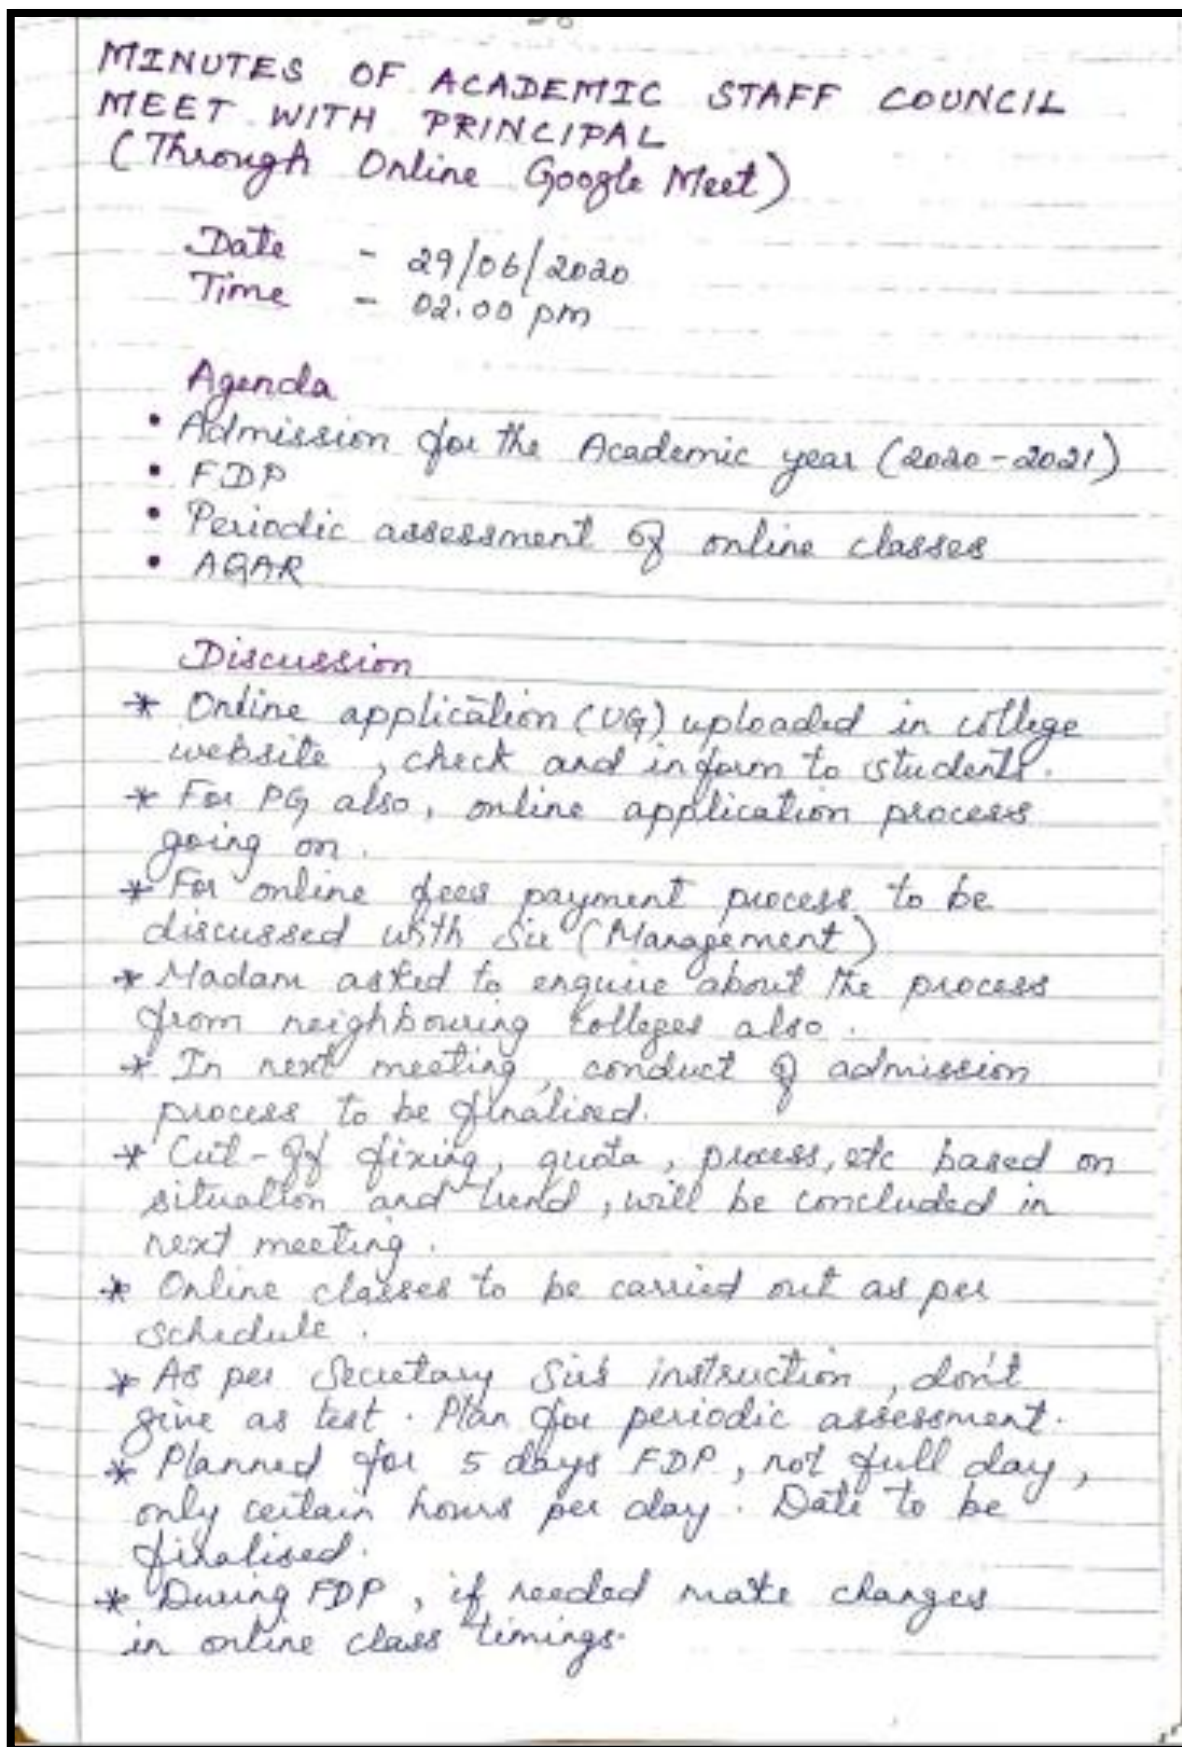 MINUTES OF ACADEMIC STAFF COUNCIL
MEET WITH PRINCIPAL
(Through Online Google Meet)
Date - 29/06/2020
Time - 02.00 pm
Agenda
• Admission for the Academic year (2020-2021)
• FDP
• Periodic assessment of online classes
• AQAR
Discussion
* Online application (UG) uploaded in college
website, check and inform to students.
* For PG also, online application process
going on.
* For online fees payment process to be
discussed with Sir (Management)
* Madam asked to enquire about the process
from neighbouring colleges also.
* In next meeting, conduct of admission
process to be finalised.
* Cut-off fixing, quota, process, etc based on
situation and trend, will be concluded in
next meeting.
* Online classes to be carried out as per
schedule.
* As per Secretary Sir's instruction, don't
give as test. Plan for periodic assessment.
* Planned for 5 days FDP, not full day,
only certain hours per day. Date to be
finalised.
* During FDP, if needed make changes
in online class timings.